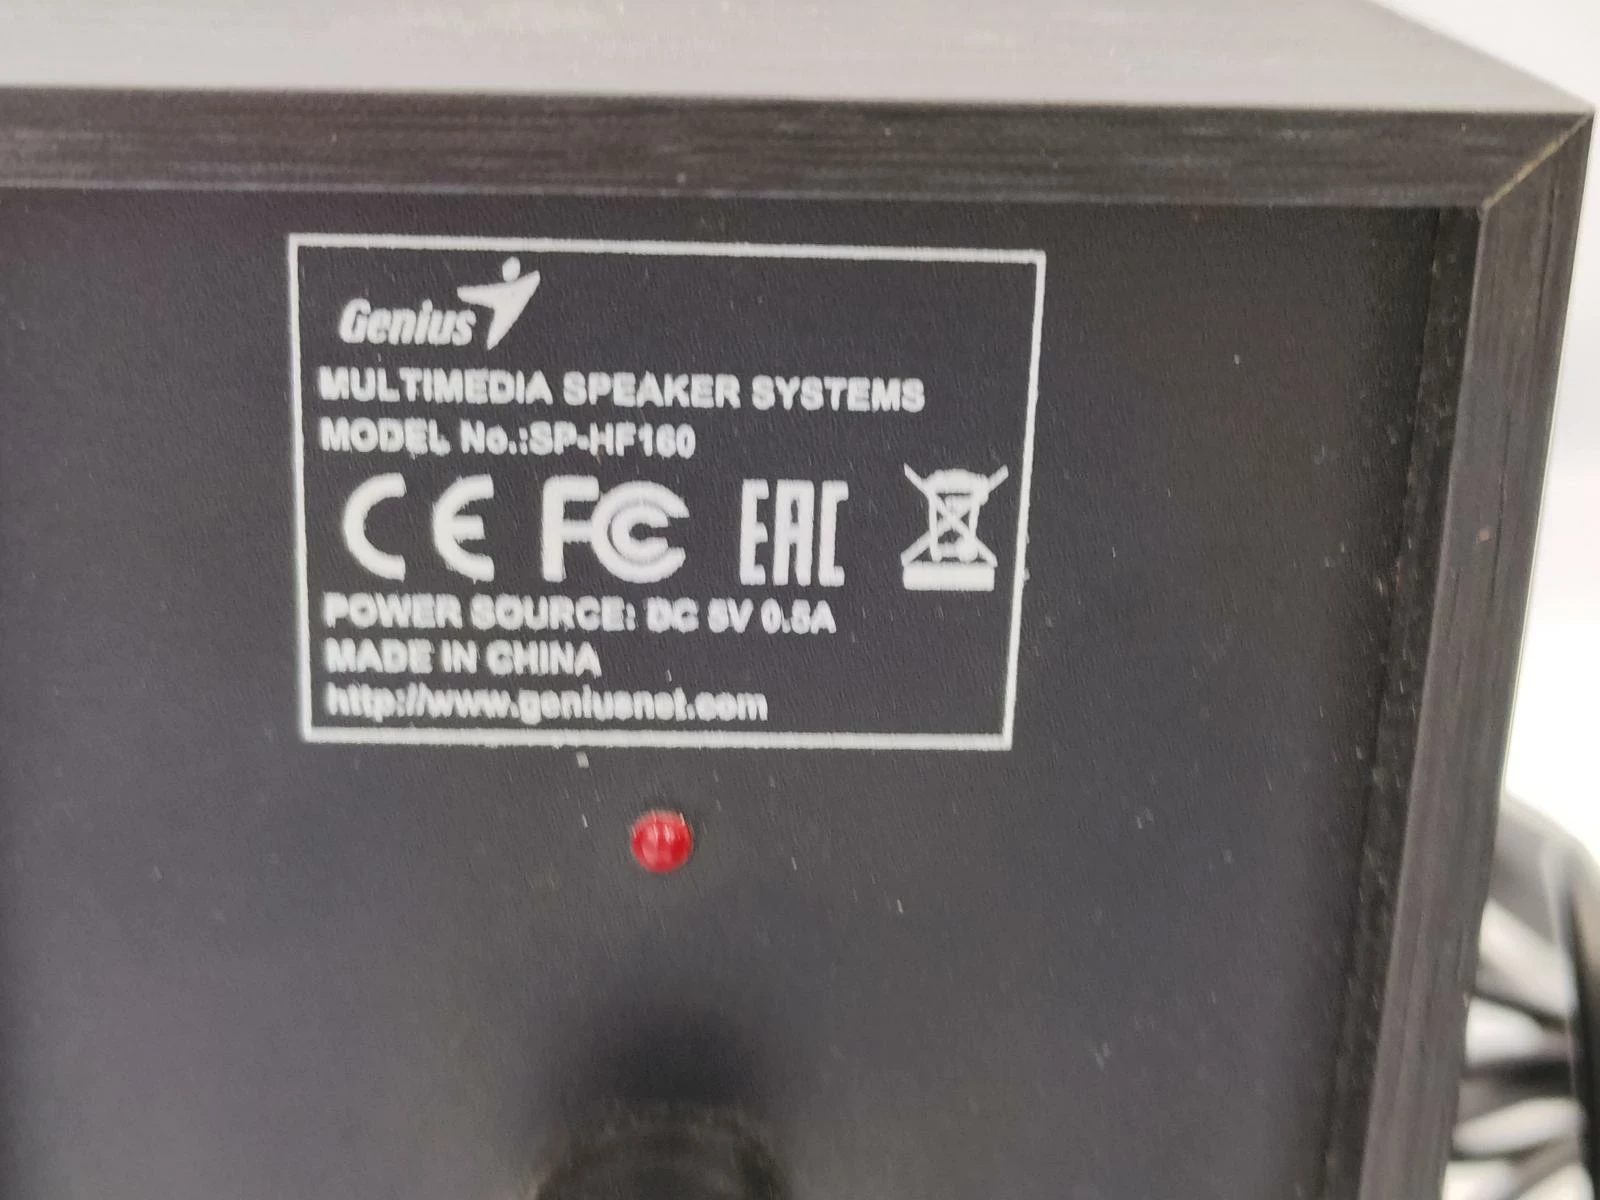 Genius
MULTIMEDIA SPEAKER SYSTEMS
MODEL No.:SP-HF160
CE FC EAC
POWER SOURCE: DC 5V 0.5A
MADE IN CHINA
http://www.geniusnet.com